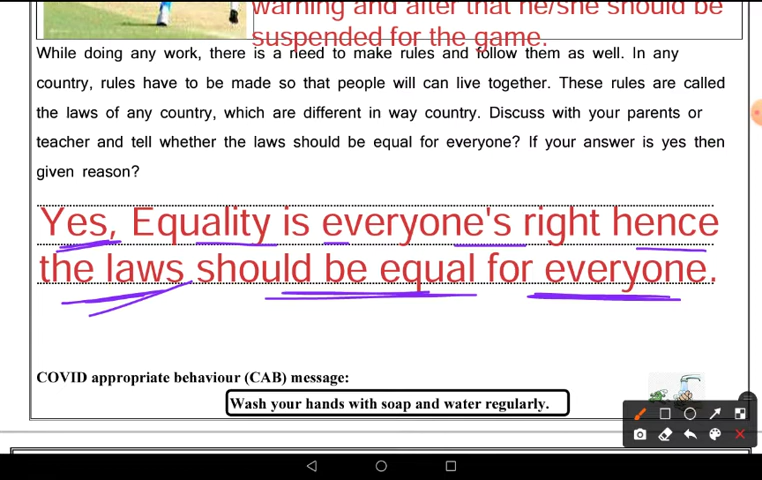 warning and after that he/she should be
suspended for the game.
While doing any work, there is a need to make rules and follow them as well. In any
country, rules have to be made so that people will can live together. These rules are called
the laws of any country, which are different in way country. Discuss with your parents or
teacher and tell whether the laws should be equal for everyone? If your answer is yes then
given reason?
Yes, Equality is everyone's right hence
the laws should be equal for everyone.
COVID appropriate behaviour (CAB) message:
Wash your hands with soap and water regularly.